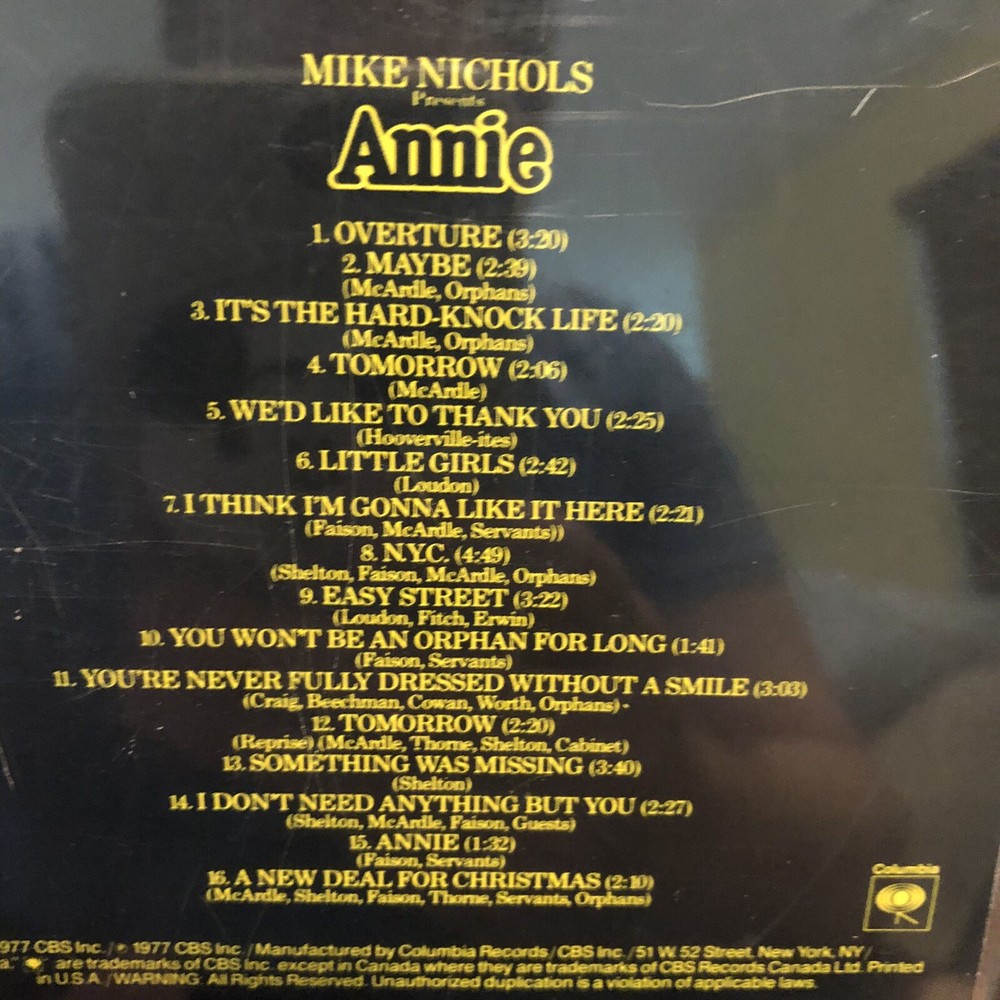 MIKE NICHOLS
Presents
Annie
1. OVERTURE (3:20)
2. MAYBE (2:39)
(McArdle, Orphans)
3. IT'S THE HARD-KNOCK LIFE (2:20)
(McArdle, Orphans)
4. TOMORROW (2:06)
(McArdle)
5. WE'D LIKE TO THANK YOU (2:25)
(Hooverville-ites)
6. LITTLE GIRLS (2:42)
(Loudon)
7. I THINK I'M GONNA LIKE IT HERE (2:21)
(Faison, McArdle, Servants))
8. N.Y.C. (4:49)
(Shelton, Faison, McArdle, Orphans)
9. EASY STREET (3:22)
(Loudon, Fitch, Erwin)
10. YOU WON'T BE AN ORPHAN FOR LONG (1:41)
(Faison, Servants)
11. YOU'RE NEVER FULLY DRESSED WITHOUT A SMILE (3:03)
(Craig, Beechman, Cowan, Worth, Orphans)
12. TOMORROW (2:20)
(Reprise) (McArdle, Thorne, Shelton, Cabinet)
13. SOMETHING WAS MISSING (3:40)
(Shelton)
14. I DON'T NEED ANYTHING BUT YOU (2:27)
(Shelton, McArdle, Faison, Guests)
15. ANNIE (1:32)
(Faison, Servants)
16. A NEW DEAL FOR CHRISTMAS (2:10)
(McArdle, Shelton, Faison, Thorne, Servants, Orphans)
Columbia
977 CBS Inc. / ℗ 1977 CBS Inc. / Manufactured by Columbia Records / CBS Inc. / 51 W. 52 Street, New York, NY /
a." are trademarks of CBS Inc. except in Canada where they are trademarks of CBS Records Canada Ltd. Printed
in U.S.A. / WARNING: All Rights Reserved. Unauthorized duplication is a violation of applicable laws.